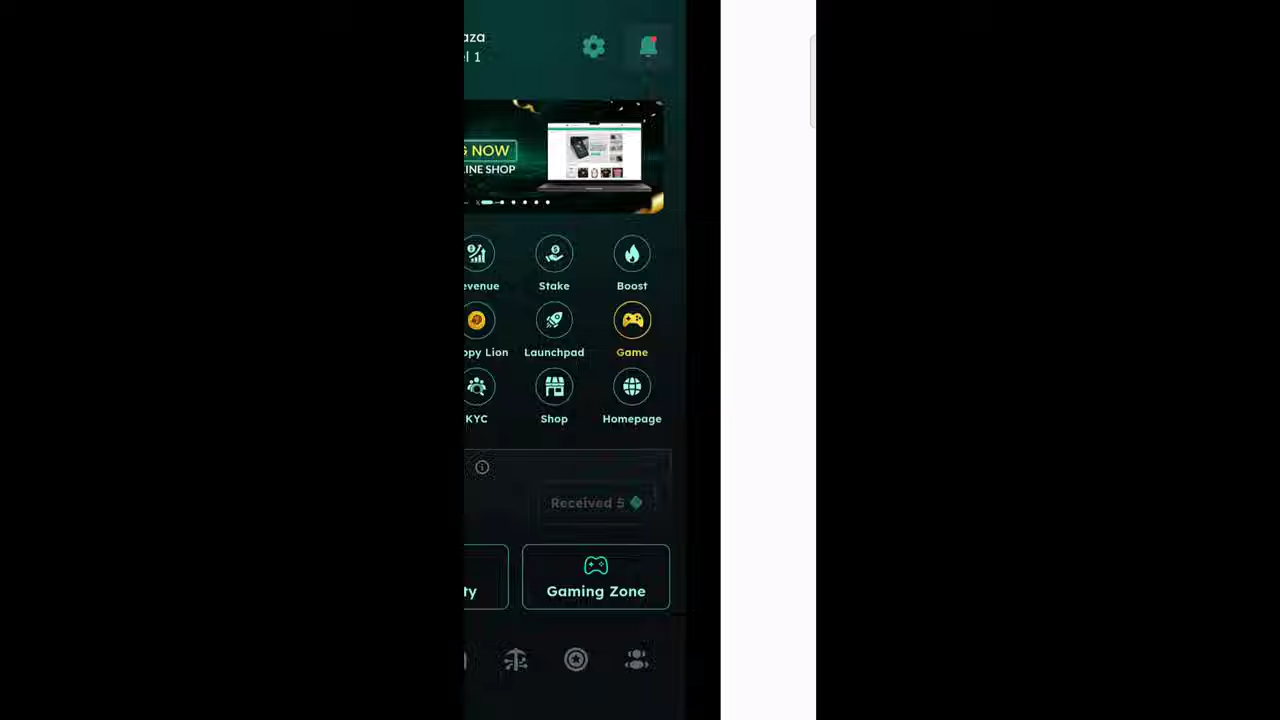 aza
el 1
G NOW
LINE SHOP
evenue
Stake
Boost
ppy Lion
Launchpad
Game
KYC
Shop
Homepage
Received 5
ty
Gaming Zone